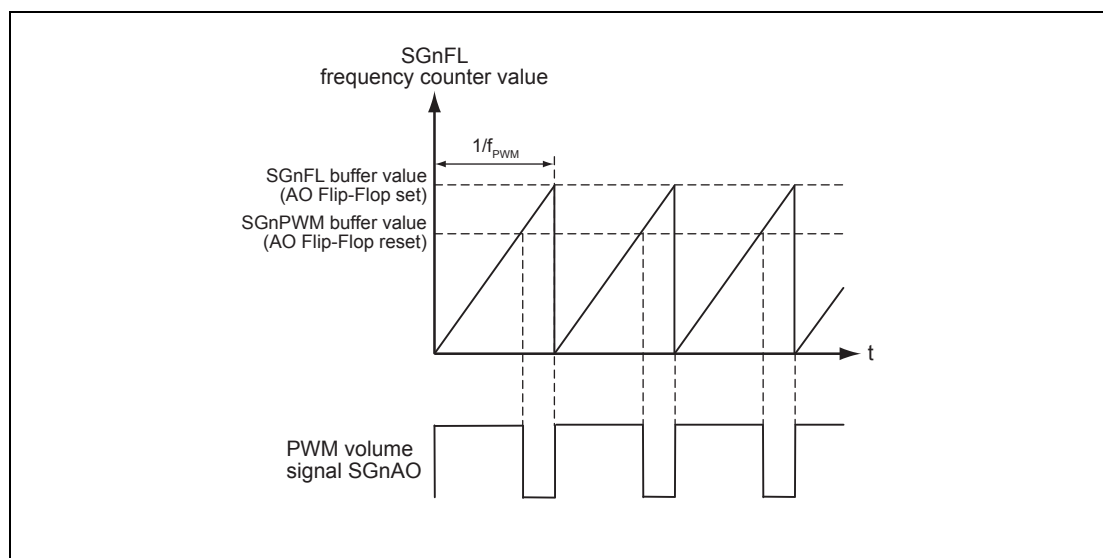 SGnFL
frequency counter value
1/fPWM
SGnFL buffer value
(AO Flip-Flop set)
SGnPWM buffer value
(AO Flip-Flop reset)
t
PWM volume
signal SGnAO